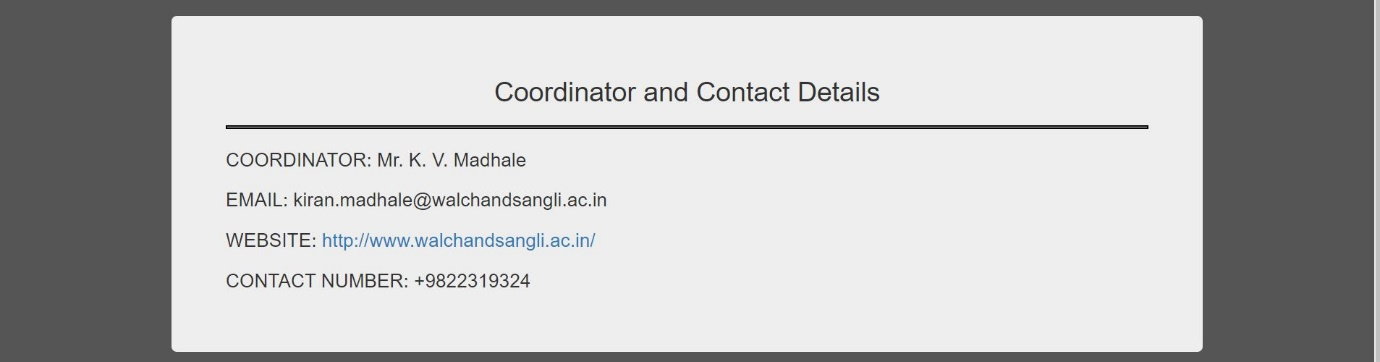 Coordinator and Contact Details
COORDINATOR: Mr. K. V. Madhale
EMAIL: kiran.madhale@walchandsangli.ac.in
WEBSITE: http://www.walchandsangli.ac.in/
CONTACT NUMBER: +9822319324